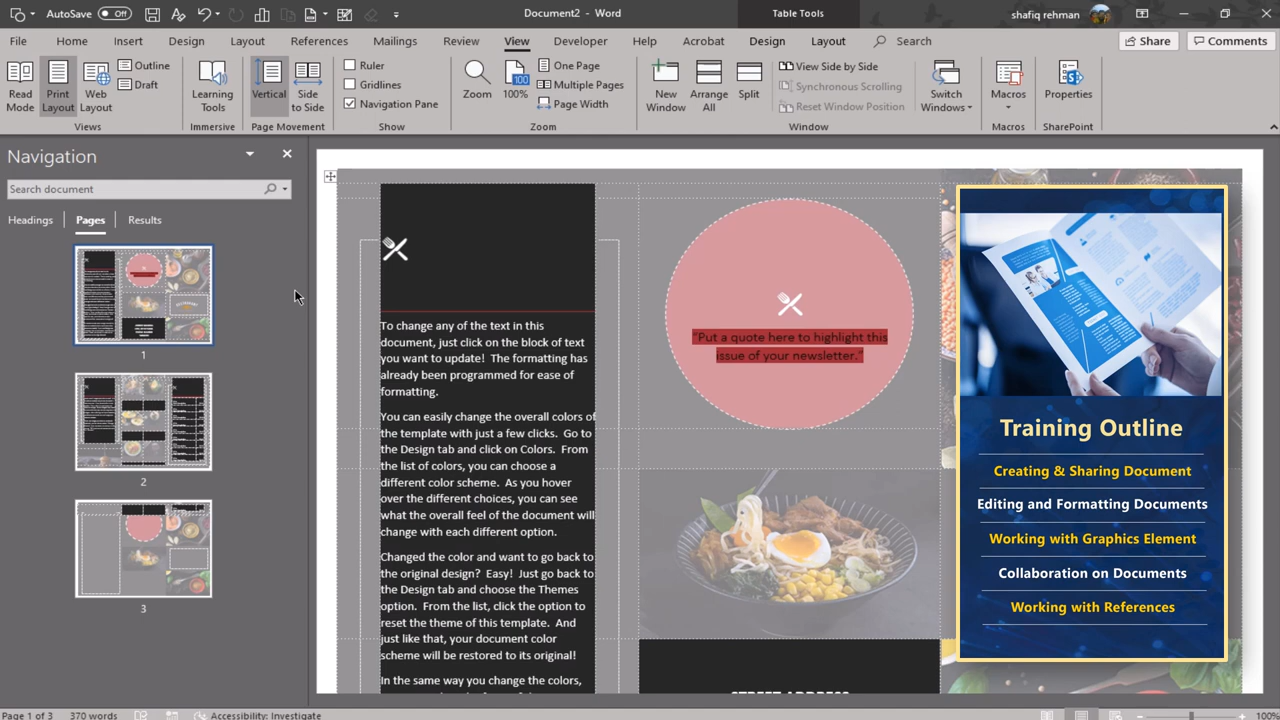 AutoSave Off
Document2 - Word
Table Tools
shafiq rehman
File Home Insert Design Layout References Mailings Review View Developer Help Acrobat Design Layout Search
Share Comments
Read Mode
Print Layout
Web Layout
Outline
Draft
Views
Learning Tools
Immersive
Vertical
Side to Side
Page Movement
Ruler
Gridlines
Navigation Pane
Show
Zoom
100
100%
One Page
Multiple Pages
Page Width
Zoom
New Window
Arrange All
Split
View Side by Side
Synchronous Scrolling
Reset Window Position
Window
Switch Windows
Macros
Macros
Properties
SharePoint
Navigation
Search document
Headings
Pages
Results
1
2
3
To change any of the text in this
document, just click on the block of text
you want to update! The formatting has
already been programmed for ease of
formatting.
You can easily change the overall colors of
the template with just a few clicks. Go to
the Design tab and click on Colors. From
the list of colors, you can choose a
different color scheme. As you hover
over the different choices, you can see
what the overall feel of the document will
change with each different option.
Changed the color and want to go back to
the original design? Easy! Just go back to
the Design tab and choose the Themes
option. From the list, click the option to
reset the theme of this template. And
just like that, your document color
scheme will be restored to its original!
In the same way you change the colors,
"Put a quote here to highlight this
issue of your newsletter."
STREET ADDRESS
Training Outline
Creating & Sharing Document
Editing and Formatting Documents
Working with Graphics Element
Collaboration on Documents
Working with References
Page 1 of 3
370 words
Accessibility: Investigate
100%